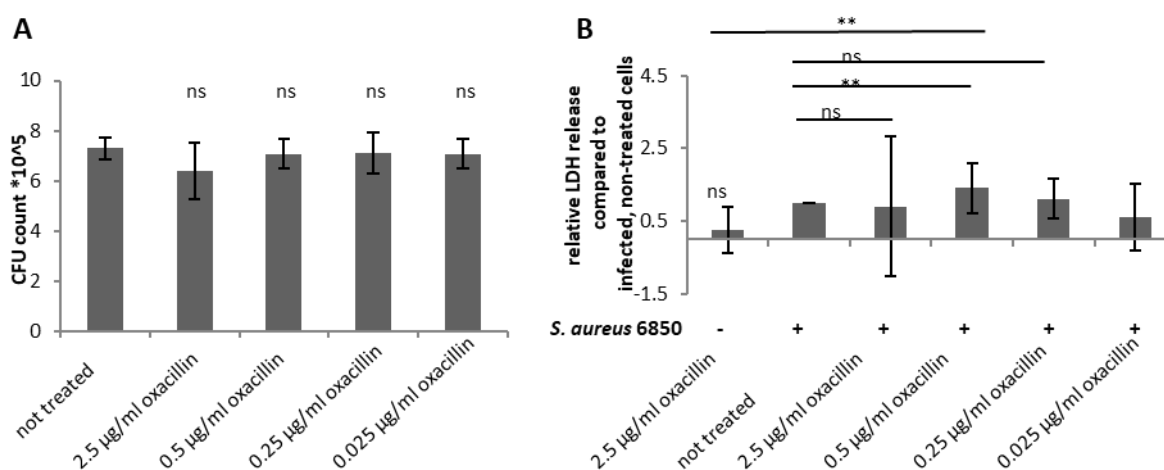 A
CFU count *10^5
10
8
6
4
2
0
ns
ns
ns
ns
not treated
2.5 µg/ml oxacillin
0.5 µg/ml oxacillin
0.25 µg/ml oxacillin
0.025 µg/ml oxacillin
B
relative LDH release
compared to
infected, non-treated cells
4.5
2.5
0.5
-1.5
**
ns
**
ns
ns
S. aureus 6850 - + + + + +
2.5 µg/ml oxacillin
not treated
2.5 µg/ml oxacillin
0.5 µg/ml oxacillin
0.25 µg/ml oxacillin
0.025 µg/ml oxacillin